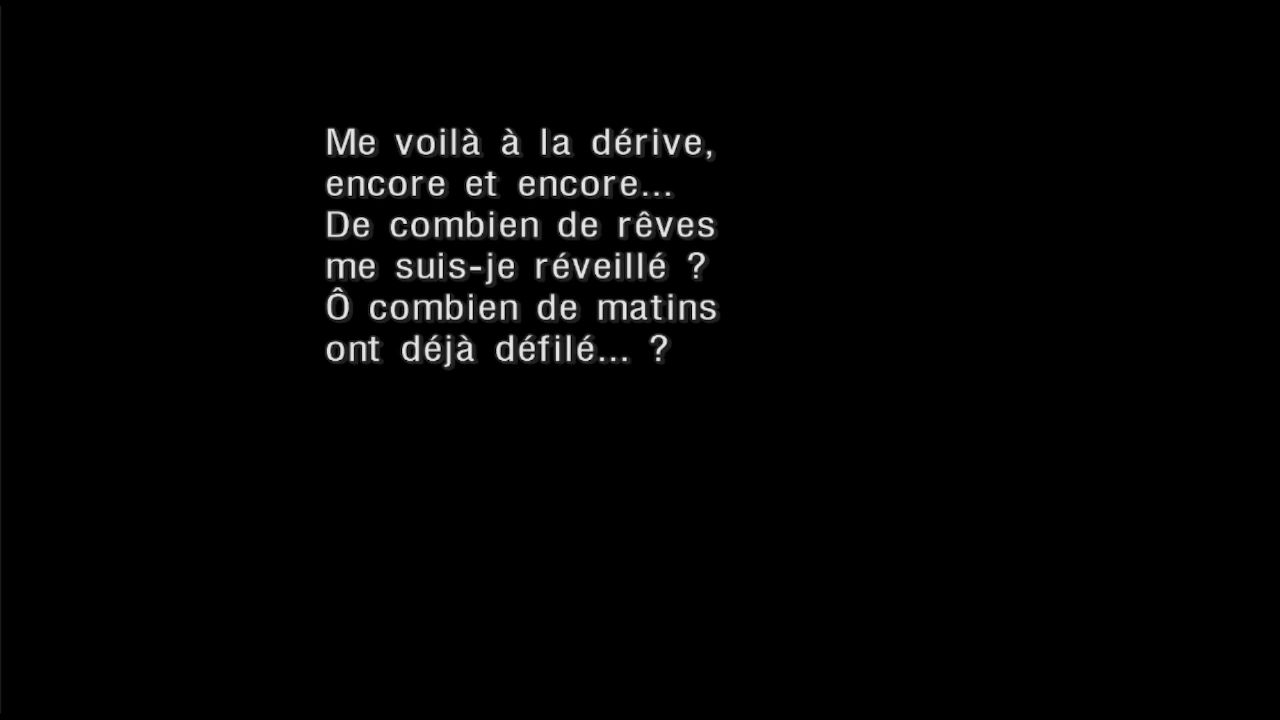 Me voilà à la dérive,
encore et encore...
De combien de rêves
me suis-je réveillé ?
Ô combien de matins
ont déjà défilé... ?